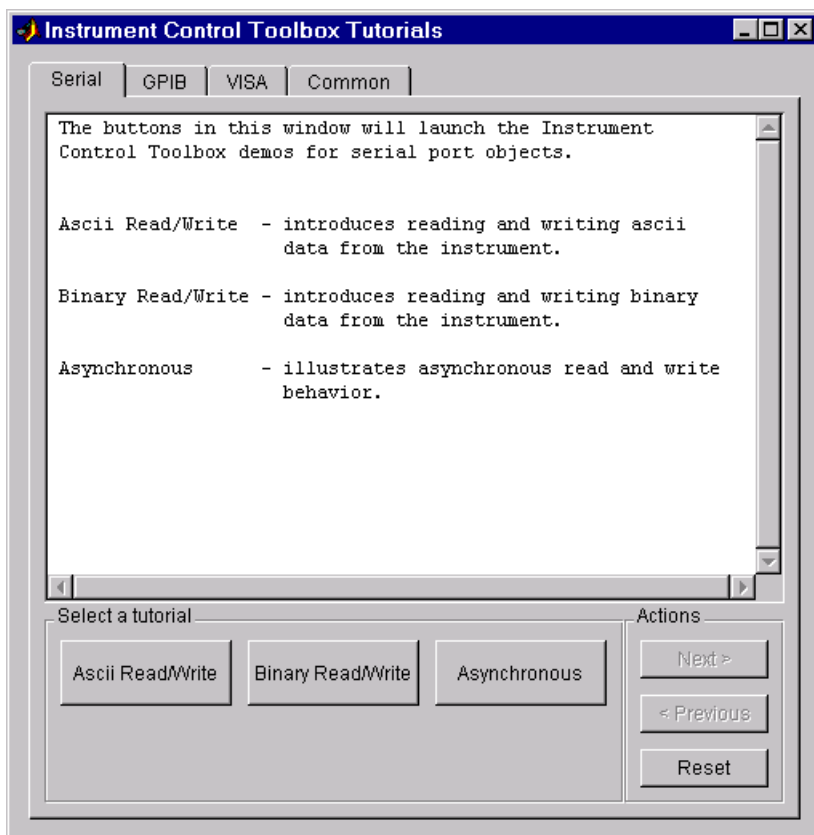 Instrument Control Toolbox Tutorials
Serial GPIB VISA Common
The buttons in this window will launch the Instrument
Control Toolbox demos for serial port objects.
Ascii Read/Write - introduces reading and writing ascii
data from the instrument.
Binary Read/Write - introduces reading and writing binary
data from the instrument.
Asynchronous - illustrates asynchronous read and write
behavior.
Select a tutorial
Ascii Read/Write Binary Read/Write Asynchronous
Actions
Next >
< Previous
Reset